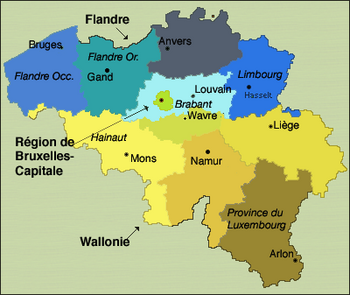 Flandre
Bruges
Flandre Or.
Anvers
Gand
Flandre Occ.
Limbourg
Louvain
Hasselt
Brabant
Wavre
Hainaut
Liège
Région de
Bruxelles-
Capitale
Mons
Namur
Province du
Luxembourg
Wallonie
Arlon